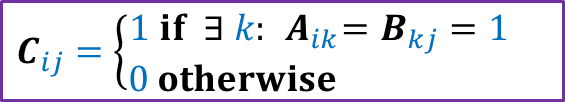 C_ij = { 1 if ∃ k: A_ik = B_kj = 1
0 otherwise